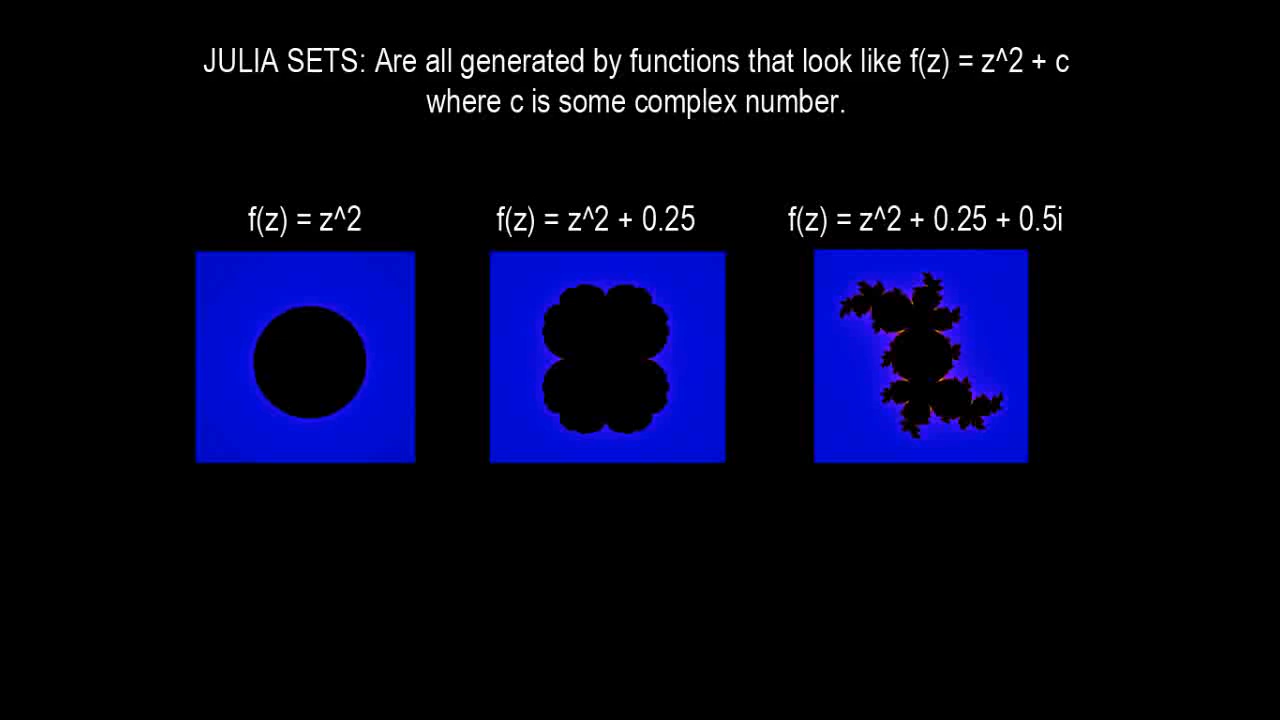 JULIA SETS: Are all generated by functions that look like f(z) = z^2 + c
where c is some complex number.
f(z) = z^2
f(z) = z^2 + 0.25
f(z) = z^2 + 0.25 + 0.5i